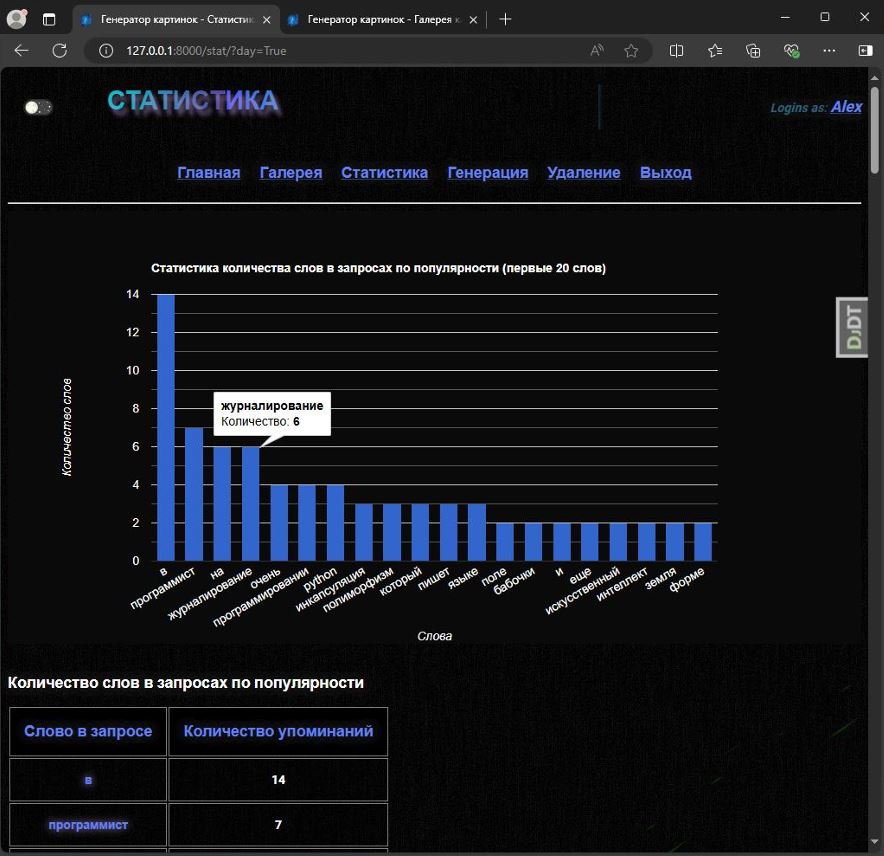 Генератор картинок - Статистик
Генератор картинок - Галерея к
127.0.0.1:8000/stat/?day=True
СТАТИСТИКА
Logins as: Alex
Главная Галерея Статистика Генерация Удаление Выход
Статистика количества слов в запросах по популярности (первые 20 слов)
14
12
10
8
6
4
2
0
Количество слов
журналирование
Количество: 6
в
программист
на
журналирование
очень
программировании
python
инкапсуляция
полиморфизм
который
пишет
языке
поле
бабочки
и
еще
искусственный
интеллект
земля
форме
Слова
DJDT
Количество слов в запросах по популярности
Слово в запросе Количество упоминаний
в 14
программист 7